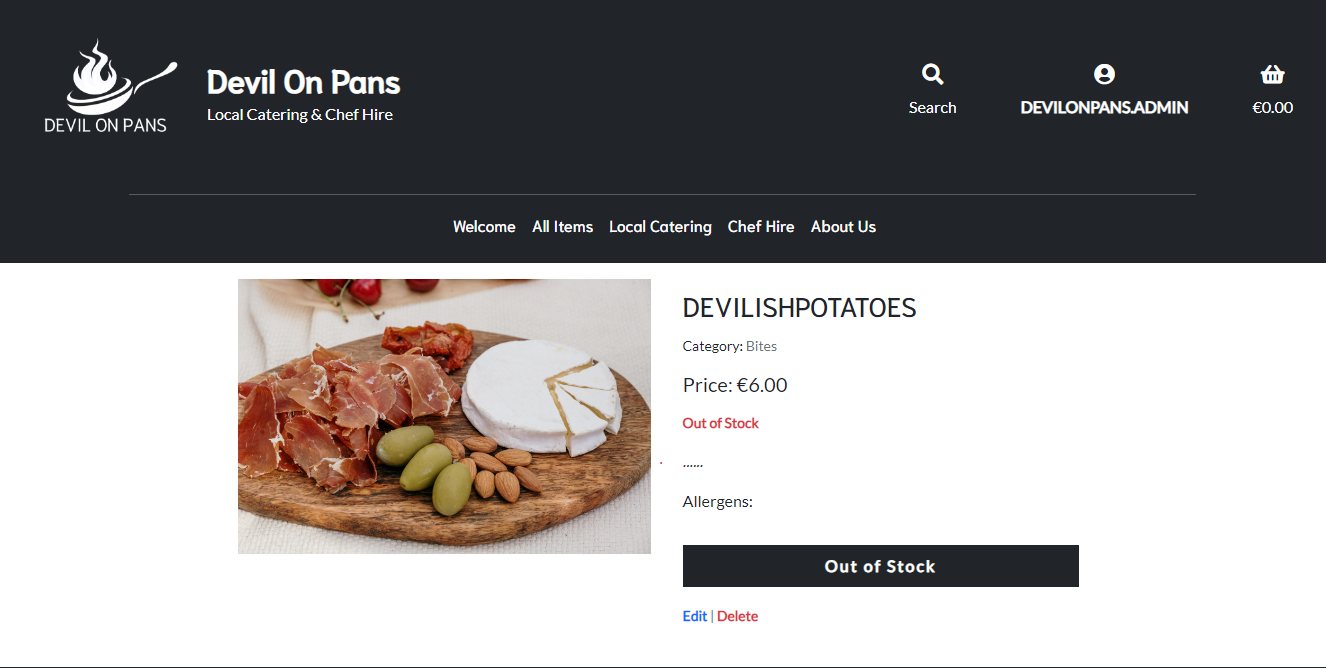 DEVIL ON PANS
Devil On Pans
Local Catering & Chef Hire
Search
DEVILONPANS.ADMIN
€0.00
Welcome All Items Local Catering Chef Hire About Us
DEVILISHPOTATOES
Category: Bites
Price: €6.00
Out of Stock
......
Allergens:
Out of Stock
Edit | Delete